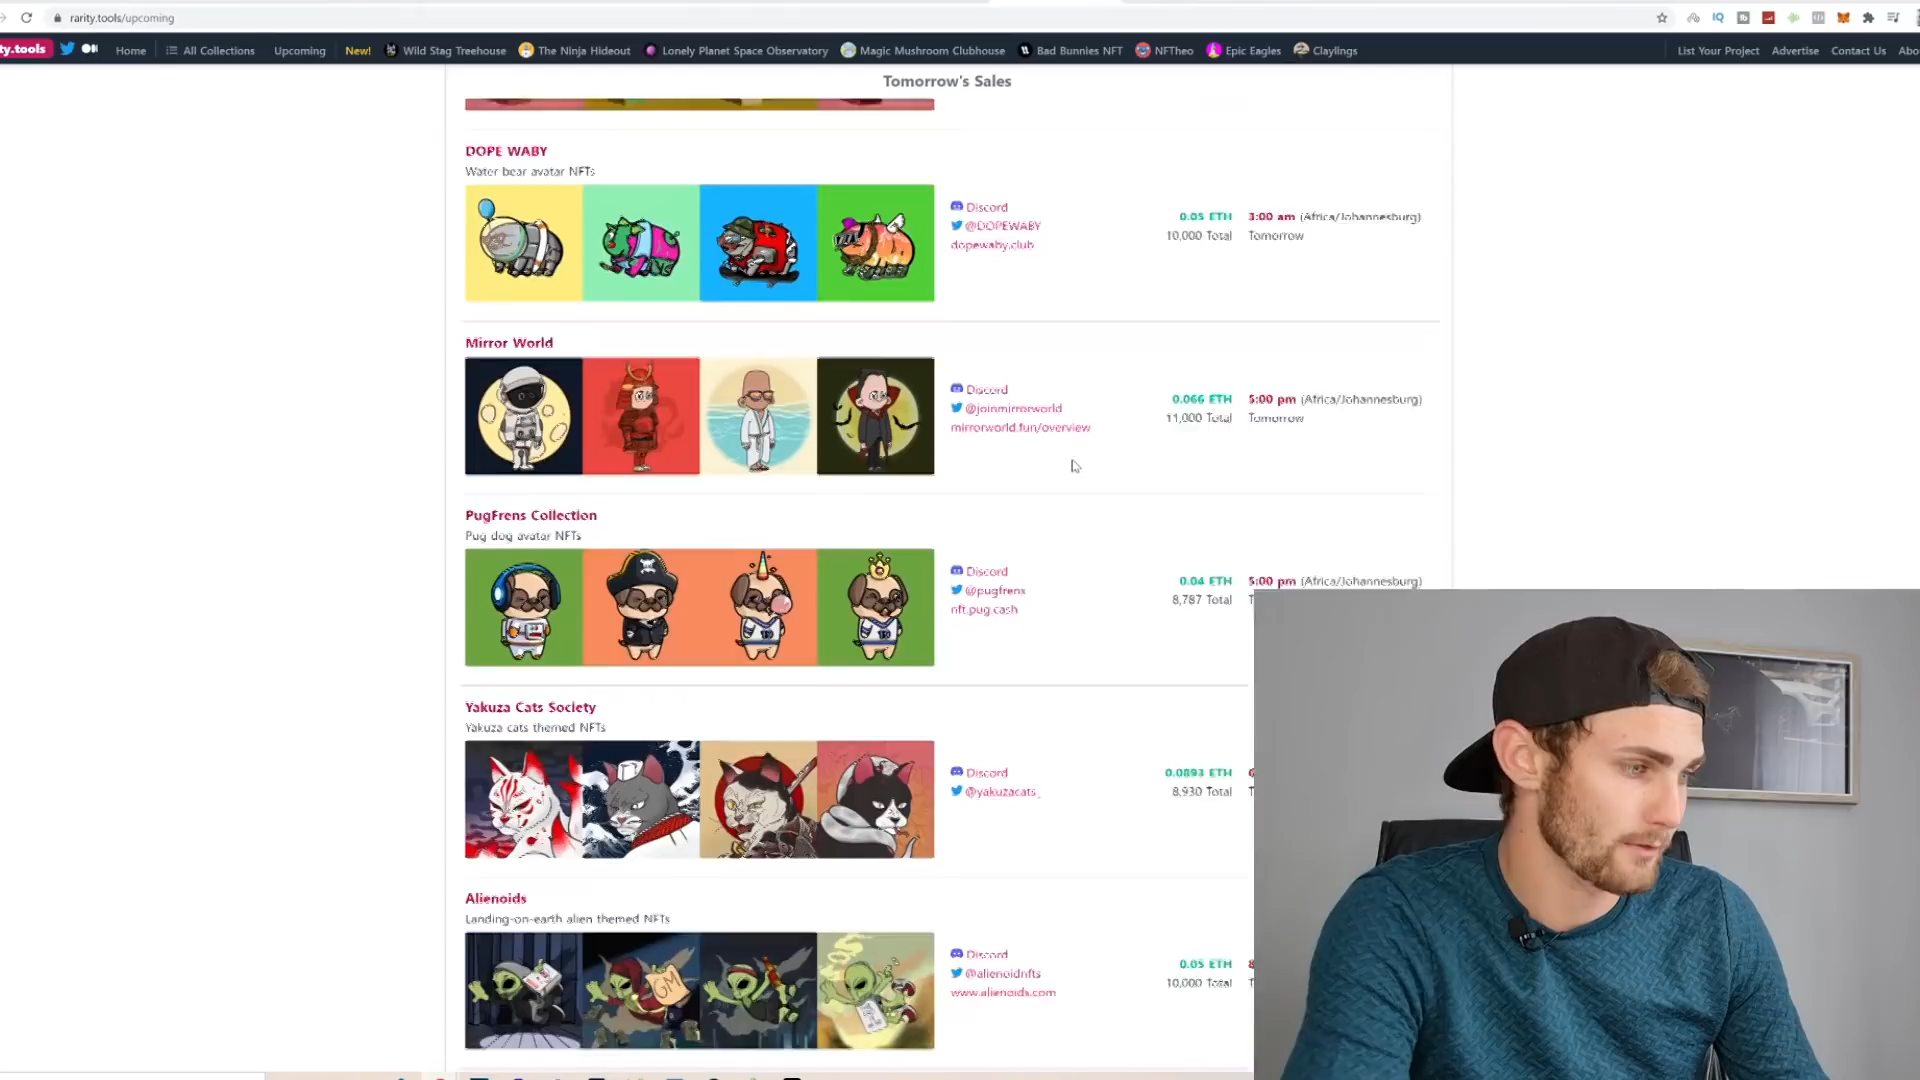 rarity.tools/upcoming
ty.tools Home All Collections Upcoming New! Wild Stag Treehouse The Ninja Hideout Lonely Planet Space Observatory Magic Mushroom Clubhouse Bad Bunnies NFT NFTheo Epic Eagles Claylings List Your Project Advertise Contact Us Abo
Tomorrow's Sales
DOPE WABY
Water bear avatar NFTs
Discord
@DOPEWABY
dopewaby.club
0.05 ETH
10,000 Total
3:00 am (Africa/Johannesburg)
Tomorrow
Mirror World
Discord
@joinmirrorworld
mirrorworld.fun/overview
0.066 ETH
11,000 Total
5:00 pm (Africa/Johannesburg)
Tomorrow
PugFrens Collection
Pug dog avatar NFTs
Discord
@pugfrens
nft.pug.cash
0.04 ETH
8,787 Total
5:00 pm (Africa/Johannesburg)
Yakuza Cats Society
Yakuza cats themed NFTs
Discord
@yakuzacats_
0.0893 ETH
8,930 Total
Alienoids
Landing-on-earth alien themed NFTs
GM
Discord
@alienoidnfts
www.alienoids.com
0.05 ETH
10,000 Total